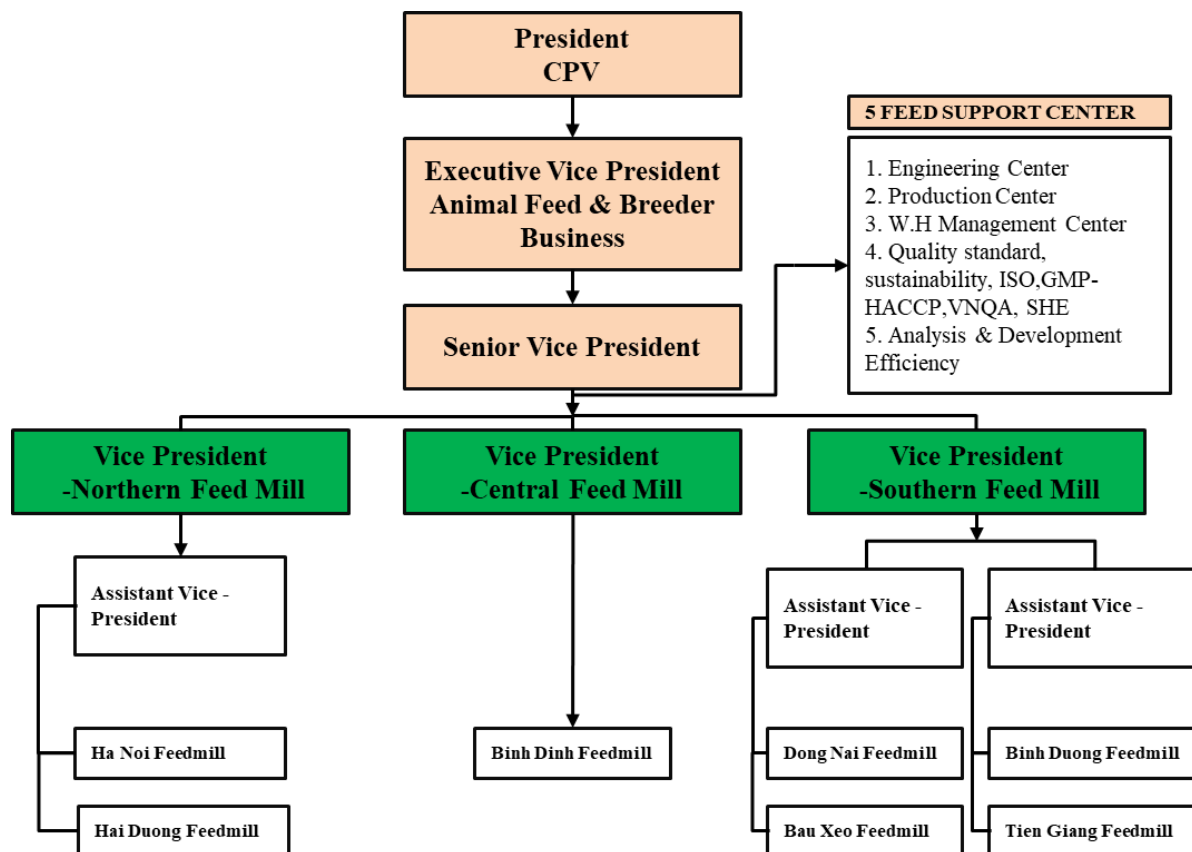 President
CPV
5 FEED SUPPORT CENTER
Executive Vice President
Animal Feed & Breeder
Business
1. Engineering Center
2. Production Center
3. W.H Management Center
4. Quality standard,
sustainability, ISO,GMP-
HACCP,VNQA, SHE
5. Analysis & Development
Efficiency
Senior Vice President
Vice President
-Northern Feed Mill
Vice President
-Central Feed Mill
Vice President
-Southern Feed Mill
Assistant Vice -
President
Assistant Vice -
President
Assistant Vice -
President
Ha Noi Feedmill
Binh Dinh Feedmill
Dong Nai Feedmill
Binh Duong Feedmill
Hai Duong Feedmill
Bau Xeo Feedmill
Tien Giang Feedmill